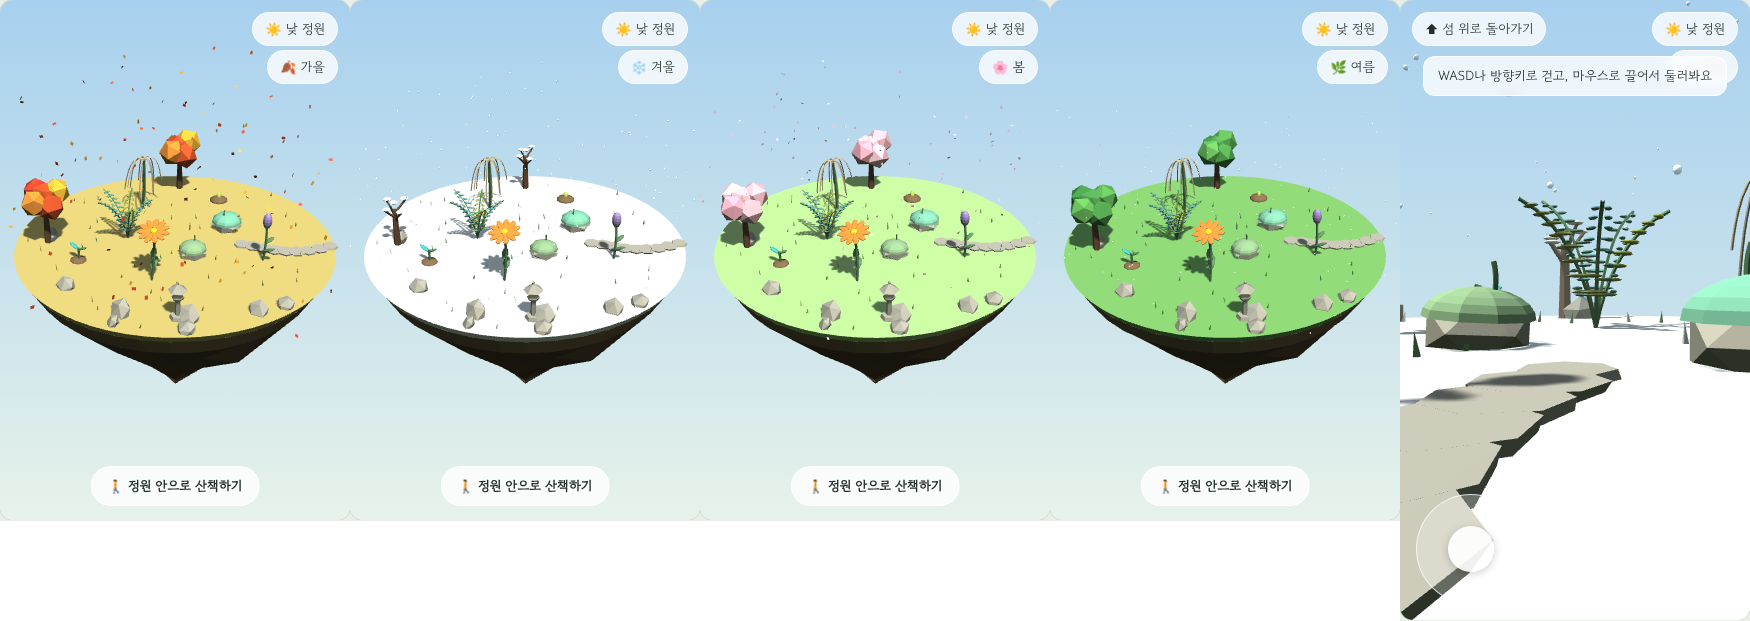 낮 정원
가을
정원 안으로 산책하기
낮 정원
겨울
정원 안으로 산책하기
낮 정원
봄
정원 안으로 산책하기
낮 정원
여름
정원 안으로 산책하기
섬 위로 돌아가기
낮 정원
WASD나 방향키로 걷고, 마우스로 끌어서 둘러봐요